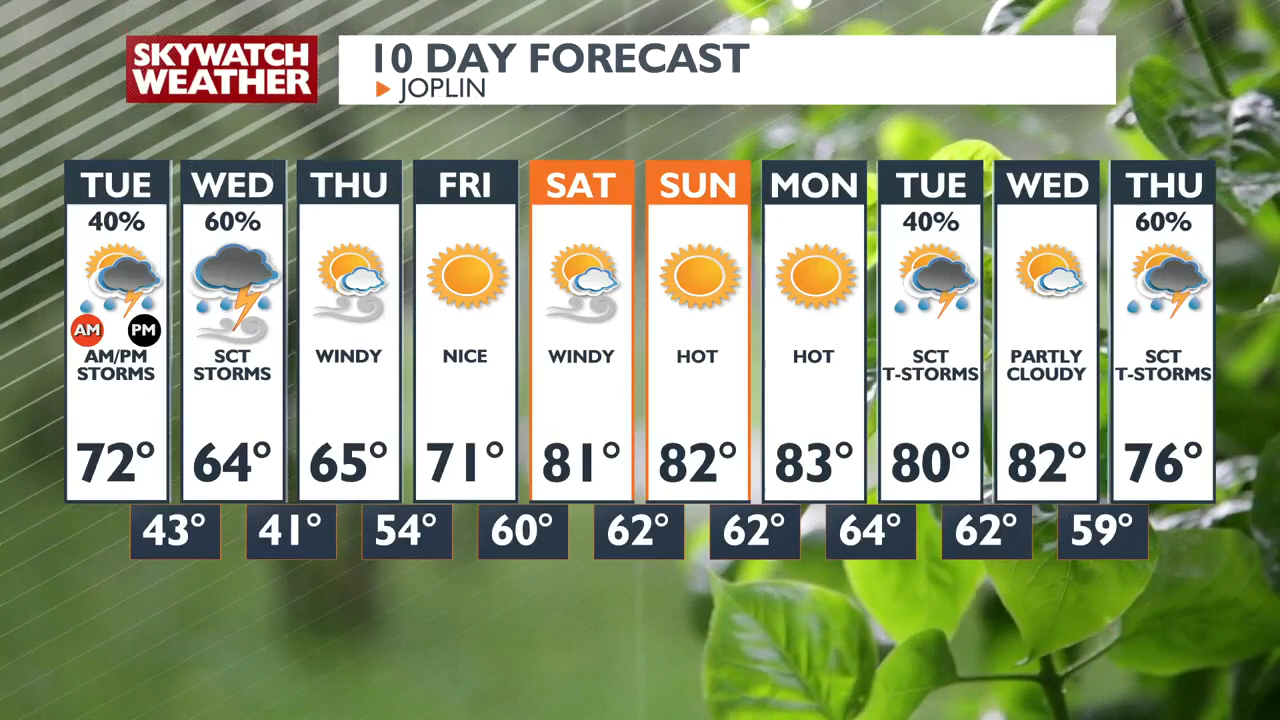 SKYWATCH
WEATHER
10 DAY FORECAST
JOPLIN
TUE WED THU FRI SAT SUN MON TUE WED THU
40% 60% 40% 60%
AM PM
AM/PM STORMS
SCT STORMS
WINDY
NICE
WINDY
HOT
HOT
SCT T-STORMS
PARTLY CLOUDY
SCT T-STORMS
72° 64° 65° 71° 81° 82° 83° 80° 82° 76°
43° 41° 54° 60° 62° 62° 64° 62° 59°